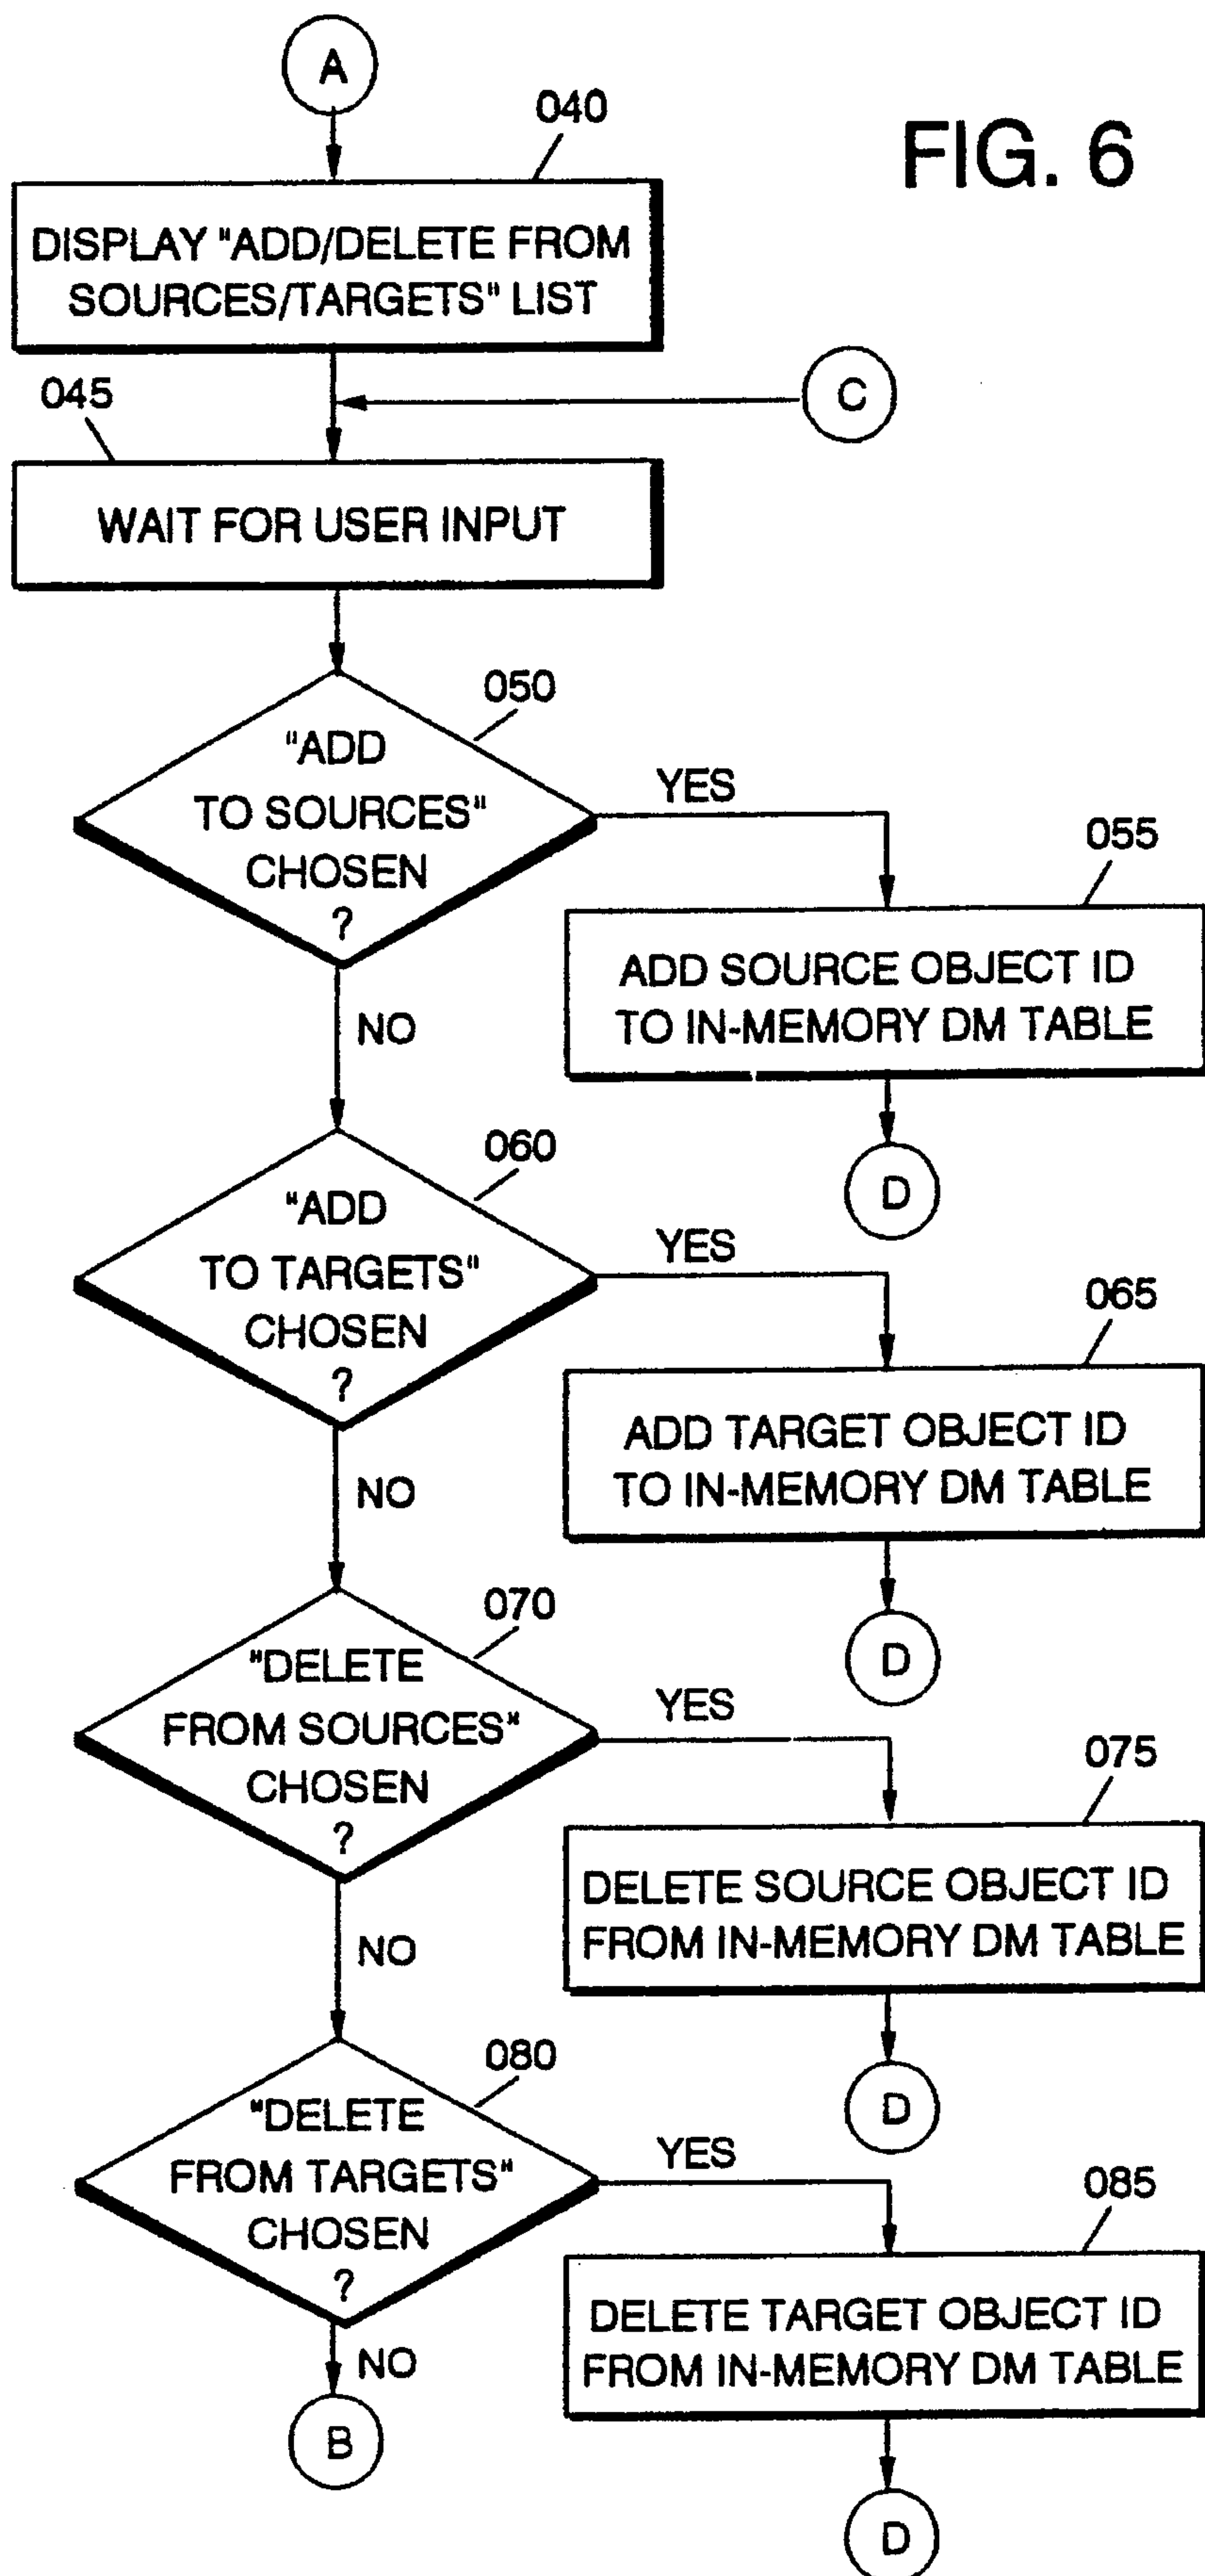 A
040
FIG. 6
DISPLAY "ADD/DELETE FROM
SOURCES/TARGETS" LIST
045
C
WAIT FOR USER INPUT
050
"ADD
TO SOURCES"
CHOSEN
?
YES
055
ADD SOURCE OBJECT ID
TO IN-MEMORY DM TABLE
NO
D
060
"ADD
TO TARGETS"
CHOSEN
?
YES
065
ADD TARGET OBJECT ID
TO IN-MEMORY DM TABLE
NO
D
070
"DELETE
FROM SOURCES"
CHOSEN
?
YES
075
DELETE SOURCE OBJECT ID
FROM IN-MEMORY DM TABLE
NO
D
080
"DELETE
FROM TARGETS"
CHOSEN
?
YES
085
DELETE TARGET OBJECT ID
FROM IN-MEMORY DM TABLE
NO
B
D